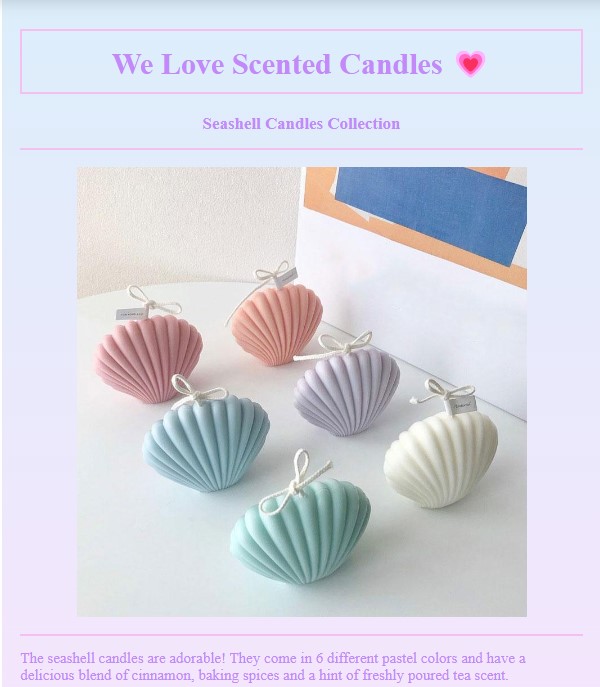 We Love Scented Candles 💗
Seashell Candles Collection
The seashell candles are adorable! They come in 6 different pastel colors and have a
delicious blend of cinnamon, baking spices and a hint of freshly poured tea scent.